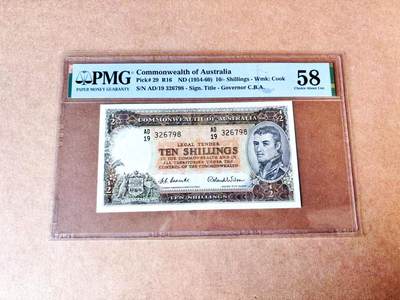 PMG
PAPER MONEY GUARANTY
Commonwealth of Australia
Pick# 29 R16 ND (1954-60) 10/- Shillings - Wmk: Cook
S/N AD/19 326798 - Sign. Title - Governor C.B.A.
58
Choice About Unc
COMMONWEALTH OF AUSTRALIA
AD
19 326798
AD
19 326798
LEGAL TENDER
TEN SHILLINGS
IN THE COMMONWEALTH AND IN
ALL TERRITORIES UNDER THE
CONTROL OF THE COMMONWEALTH
TEN SHILLINGS